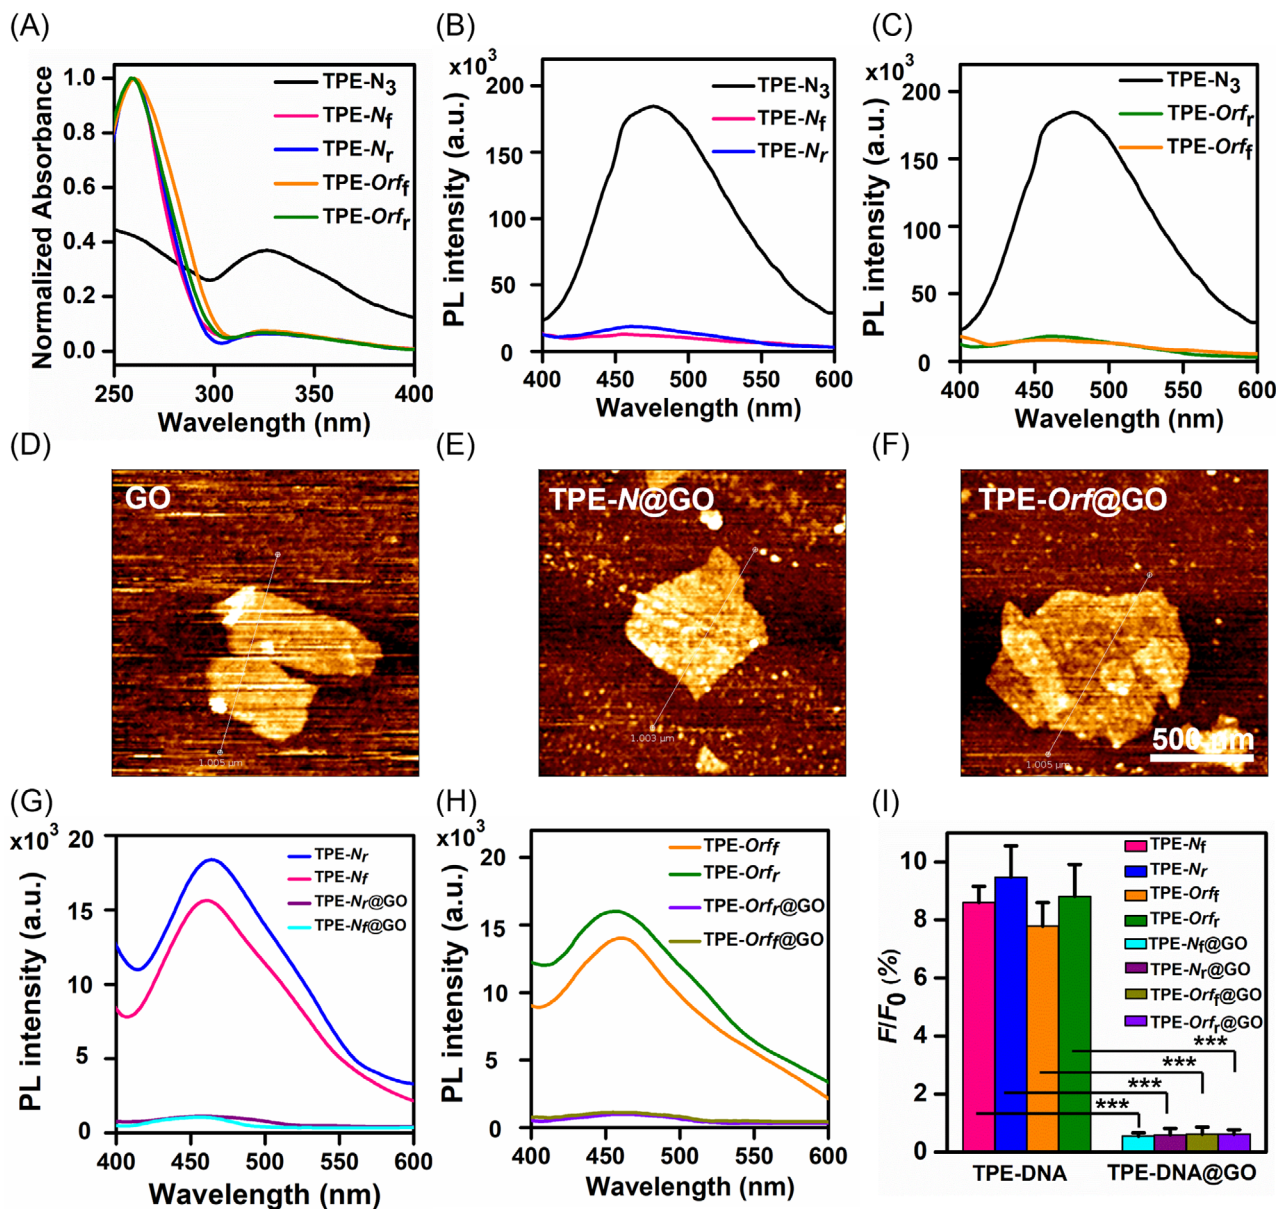 (A)
Normalized Absorbance
1.0
0.8
0.6
0.4
0.2
0.0
TPE-N3
TPE-Nf
TPE-Nr
TPE-Orff
TPE-Orfr
250 300 350 400
Wavelength (nm)
(B)
x10³
PL intensity (a.u.)
200
150
100
50
0
TPE-N3
TPE-Nf
TPE-Nr
400 450 500 550 600
Wavelength (nm)
(C)
x10³
PL intensity (a.u.)
200
150
100
50
0
TPE-N3
TPE-Orfr
TPE-Orff
400 450 500 550 600
Wavelength (nm)
(D)
GO
1.005 µm
(E)
TPE-N@GO
1.003 µm
(F)
TPE-Orf@GO
500 µm
1.005 µm
(G)
x10³
PL intensity (a.u.)
20
15
10
5
0
TPE-Nr
TPE-Nf
TPE-Nr@GO
TPE-Nf@GO
400 450 500 550 600
Wavelength (nm)
(H)
x10³
PL intensity (a.u.)
20
15
10
5
0
TPE-Orff
TPE-Orfr
TPE-Orfr@GO
TPE-Orff@GO
400 450 500 550 600
Wavelength (nm)
(I)
F/F0 (%)
10
8
6
4
2
0
TPE-Nf
TPE-Nr
TPE-Orff
TPE-Orfr
TPE-Nf@GO
TPE-Nr@GO
TPE-Orff@GO
TPE-Orfr@GO
***
***
***
***
TPE-DNA TPE-DNA@GO